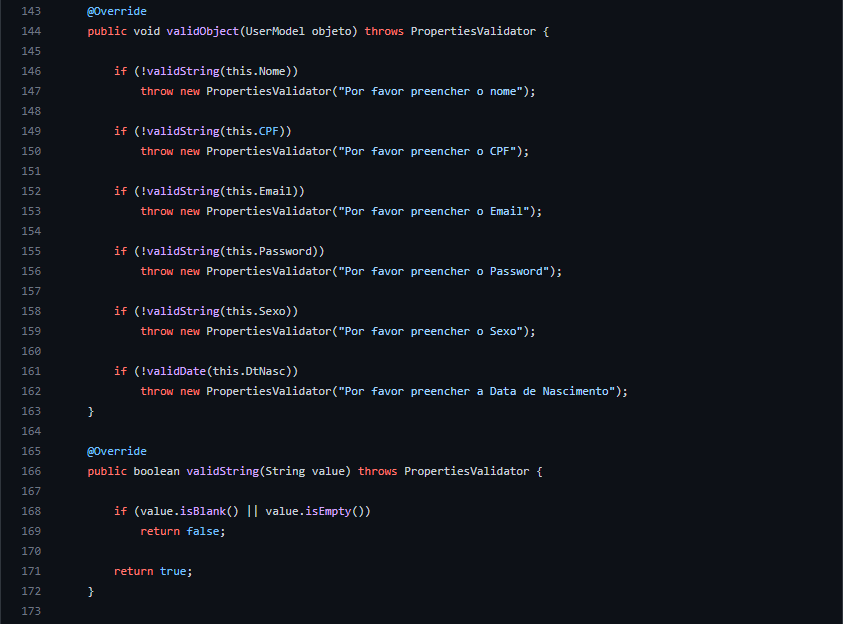 143 @Override
144 public void validObject(UserModel objeto) throws PropertiesValidator {
145
146 if (!validString(this.Nome))
147 throw new PropertiesValidator("Por favor preencher o nome");
148
149 if (!validString(this.CPF))
150 throw new PropertiesValidator("Por favor preencher o CPF");
151
152 if (!validString(this.Email))
153 throw new PropertiesValidator("Por favor preencher o Email");
154
155 if (!validString(this.Password))
156 throw new PropertiesValidator("Por favor preencher o Password");
157
158 if (!validString(this.Sexo))
159 throw new PropertiesValidator("Por favor preencher o Sexo");
160
161 if (!validDate(this.DtNasc))
162 throw new PropertiesValidator("Por favor preencher a Data de Nascimento");
163 }
164
165 @Override
166 public boolean validString(String value) throws PropertiesValidator {
167
168 if (value.isBlank() || value.isEmpty())
169 return false;
170
171 return true;
172 }
173